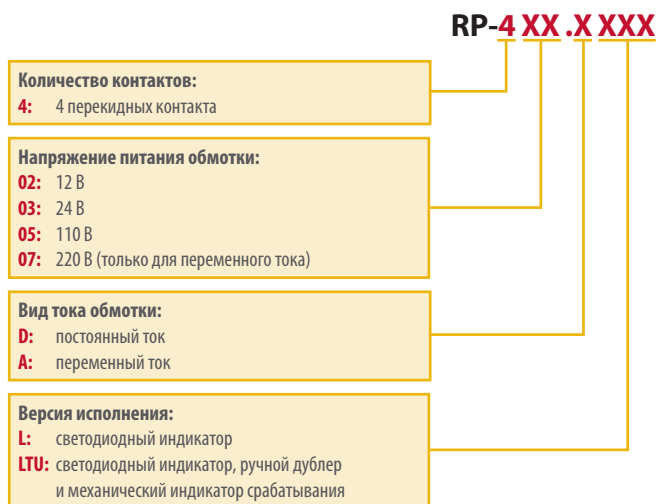 RP-4 XX .X XXX
Количество контактов:
4: 4 перекидных контакта
Напряжение питания обмотки:
02: 12 В
03: 24 В
05: 110 В
07: 220 В (только для переменного тока)
Вид тока обмотки:
D: постоянный ток
A: переменный ток
Версия исполнения:
L: светодиодный индикатор
LTU: светодиодный индикатор, ручной дублер
и механический индикатор срабатывания